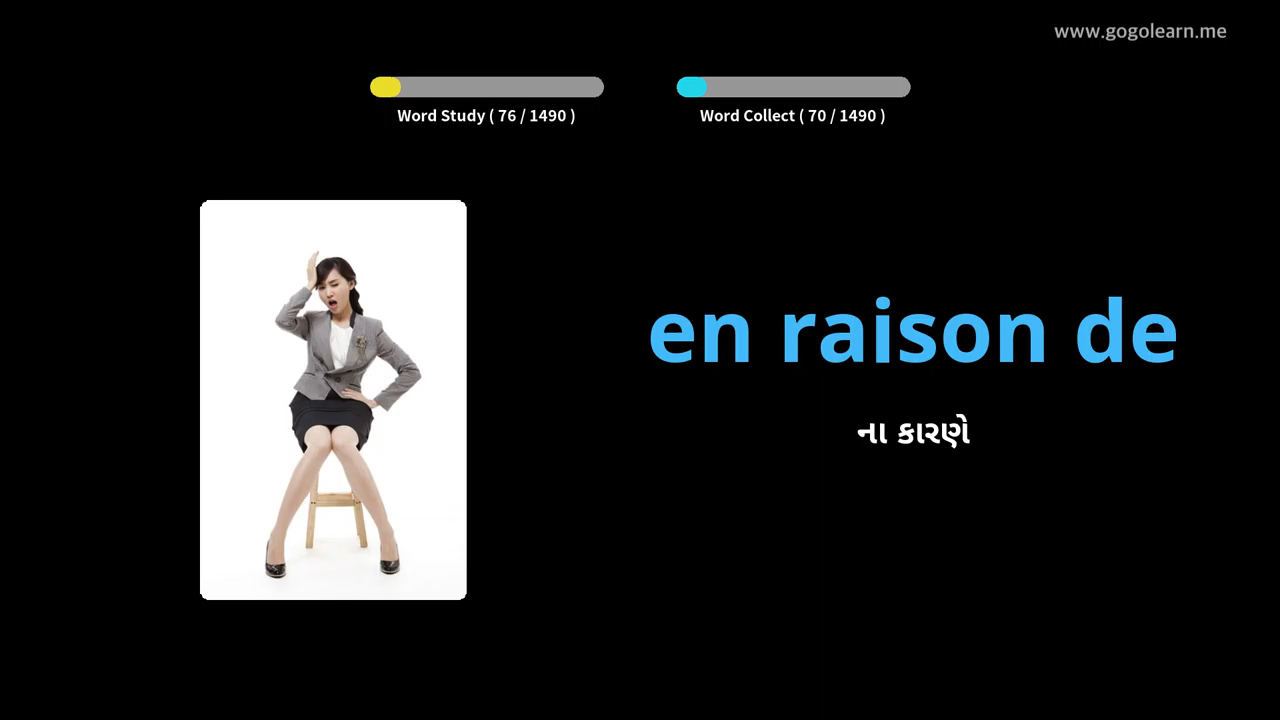 www.gogolearn.me
Word Study ( 76 / 1490 )
Word Collect ( 70 / 1490 )
en raison de
ના કારણે